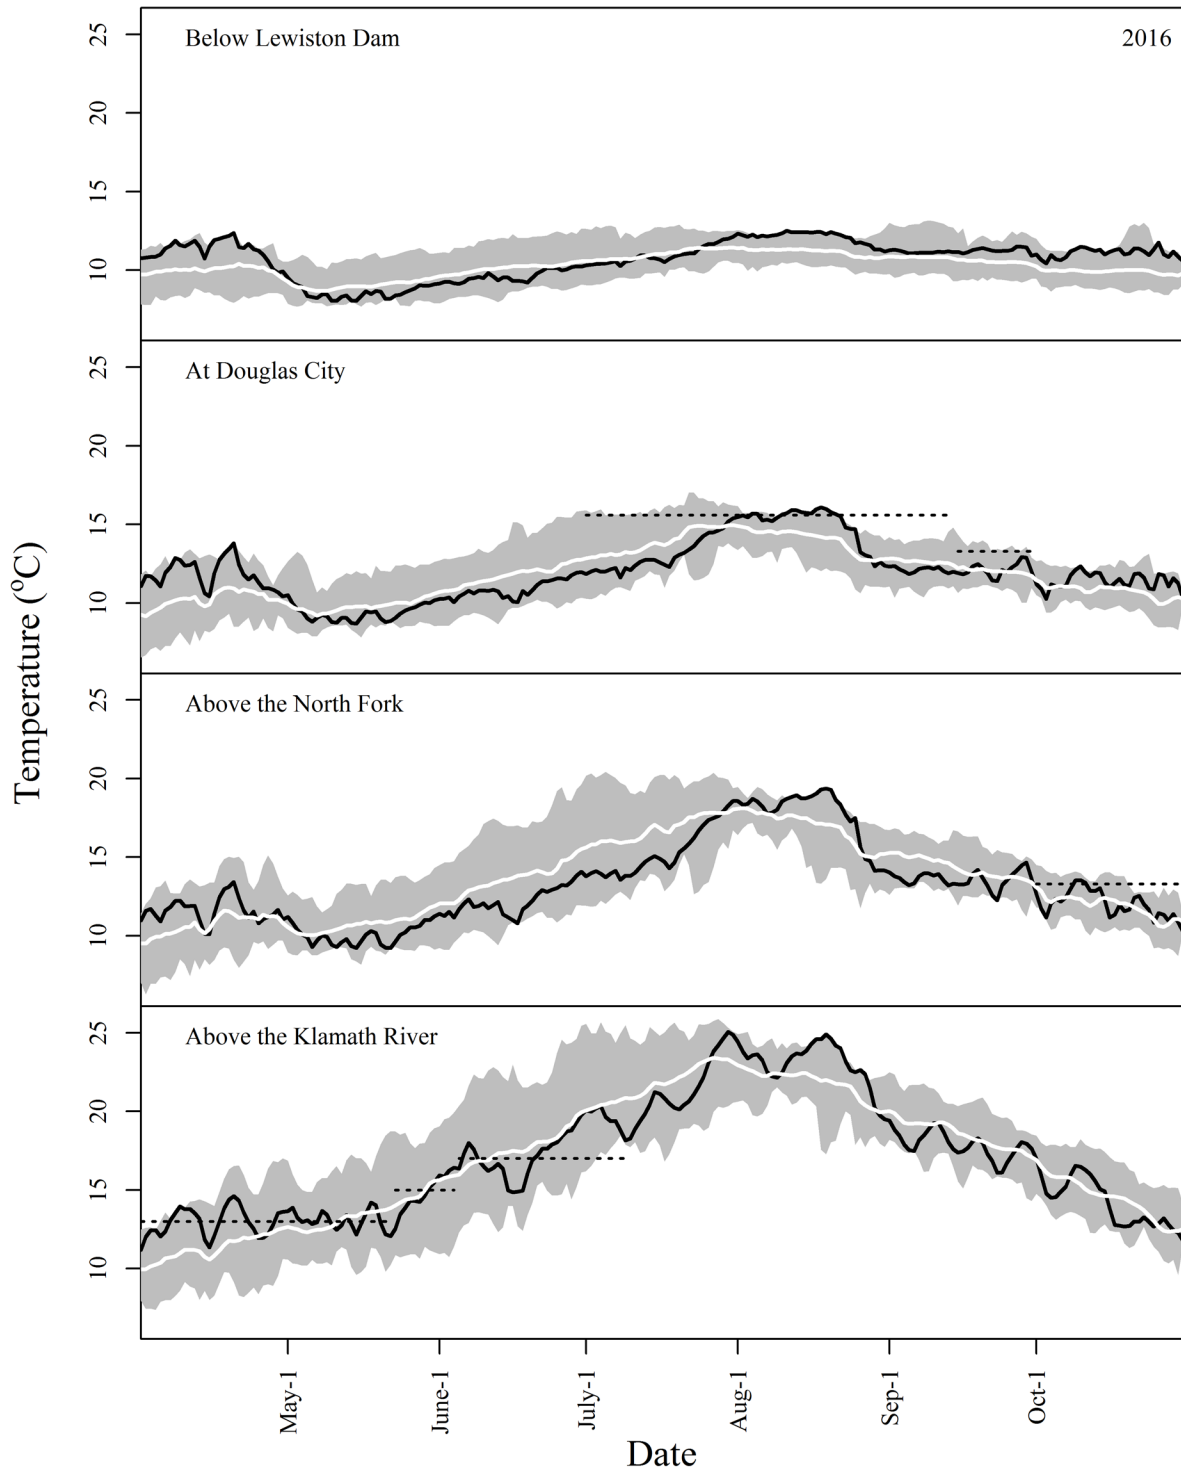 Below Lewiston Dam
2016
25
20
15
10
At Douglas City
25
20
15
10
Above the North Fork
25
20
15
10
Above the Klamath River
25
20
15
10
Temperature (°C)
May-1
June-1
July-1
Aug-1
Sep-1
Oct-1
Date